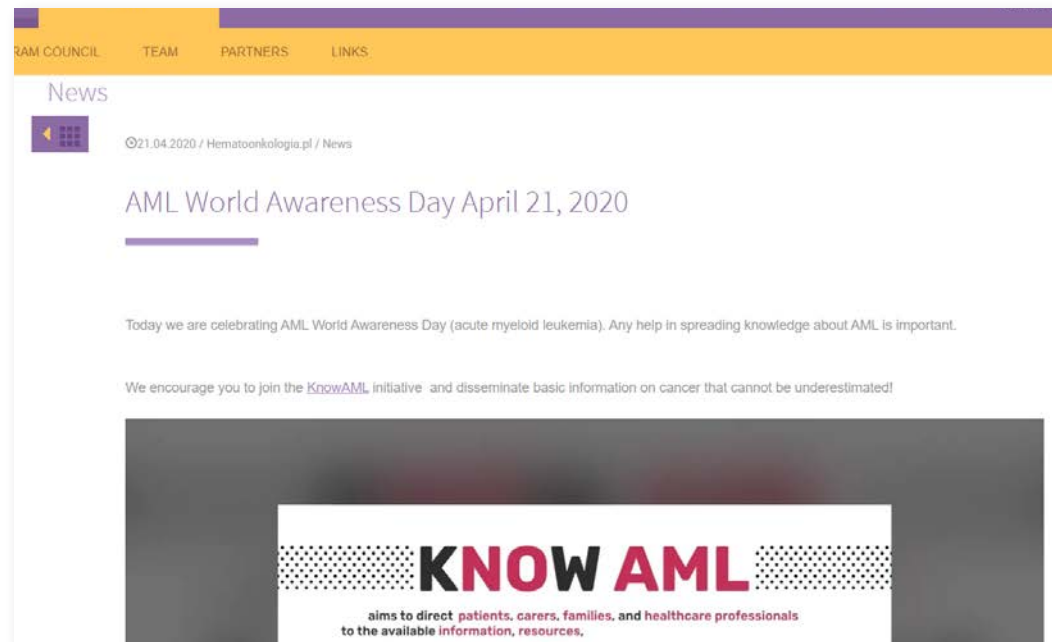 RAM COUNCIL TEAM PARTNERS LINKS
News
21.04.2020 / Hematoonkologia.pl / News
AML World Awareness Day April 21, 2020
Today we are celebrating AML World Awareness Day (acute myeloid leukemia). Any help in spreading knowledge about AML is important.
We encourage you to join the KnowAML initiative and disseminate basic information on cancer that cannot be underestimated!
KNOW AML
aims to direct patients, carers, families, and healthcare professionals
to the available information, resources,